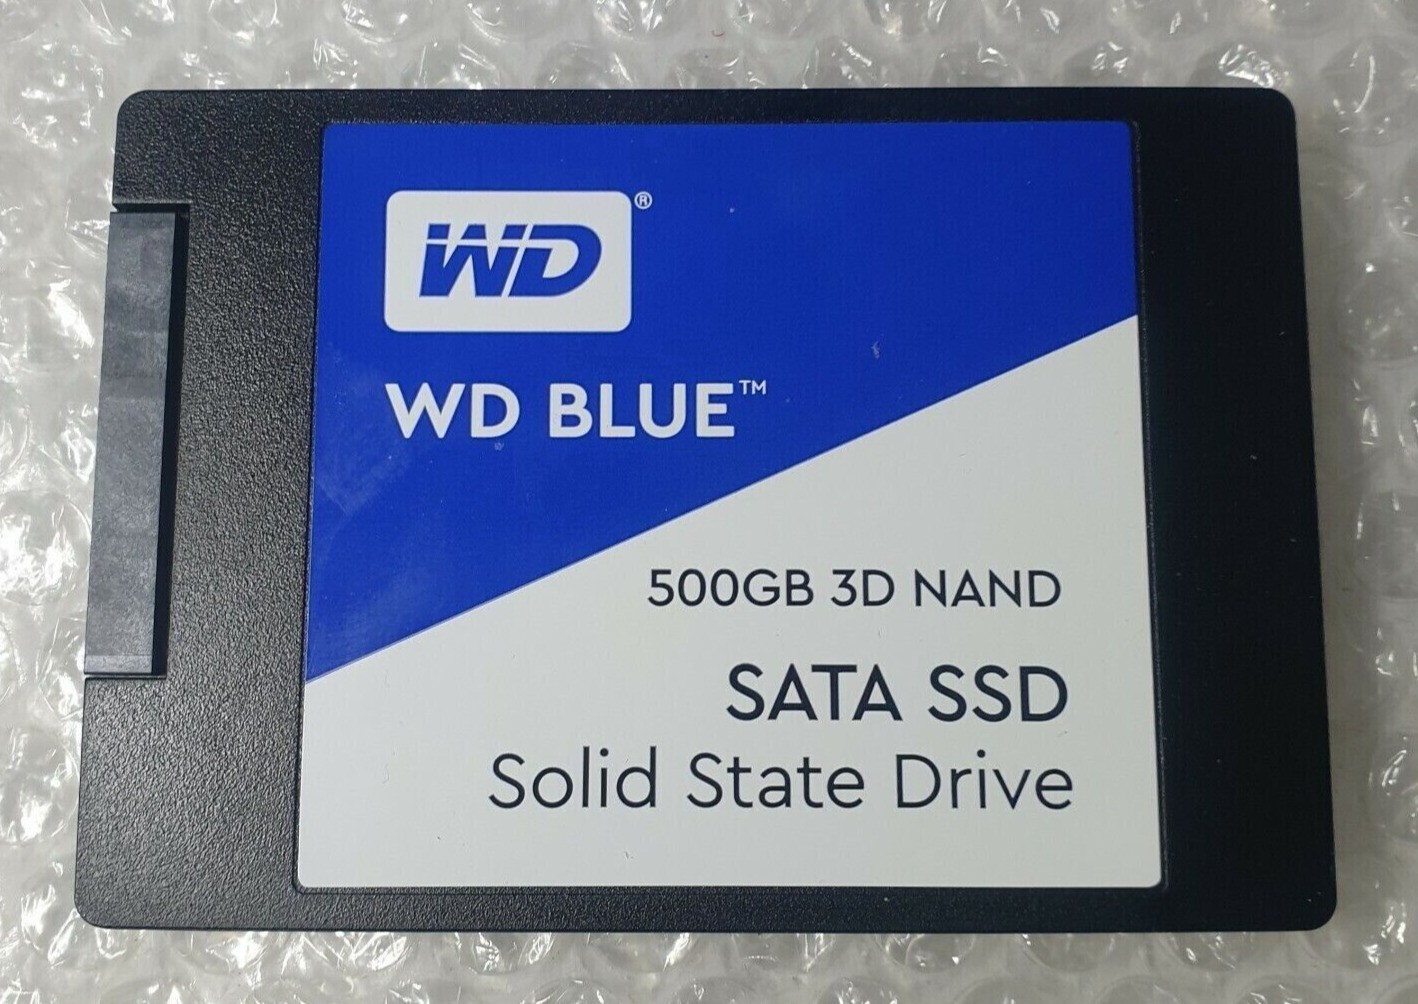 WD®
WD BLUE™
500GB 3D NAND
SATA SSD
Solid State Drive